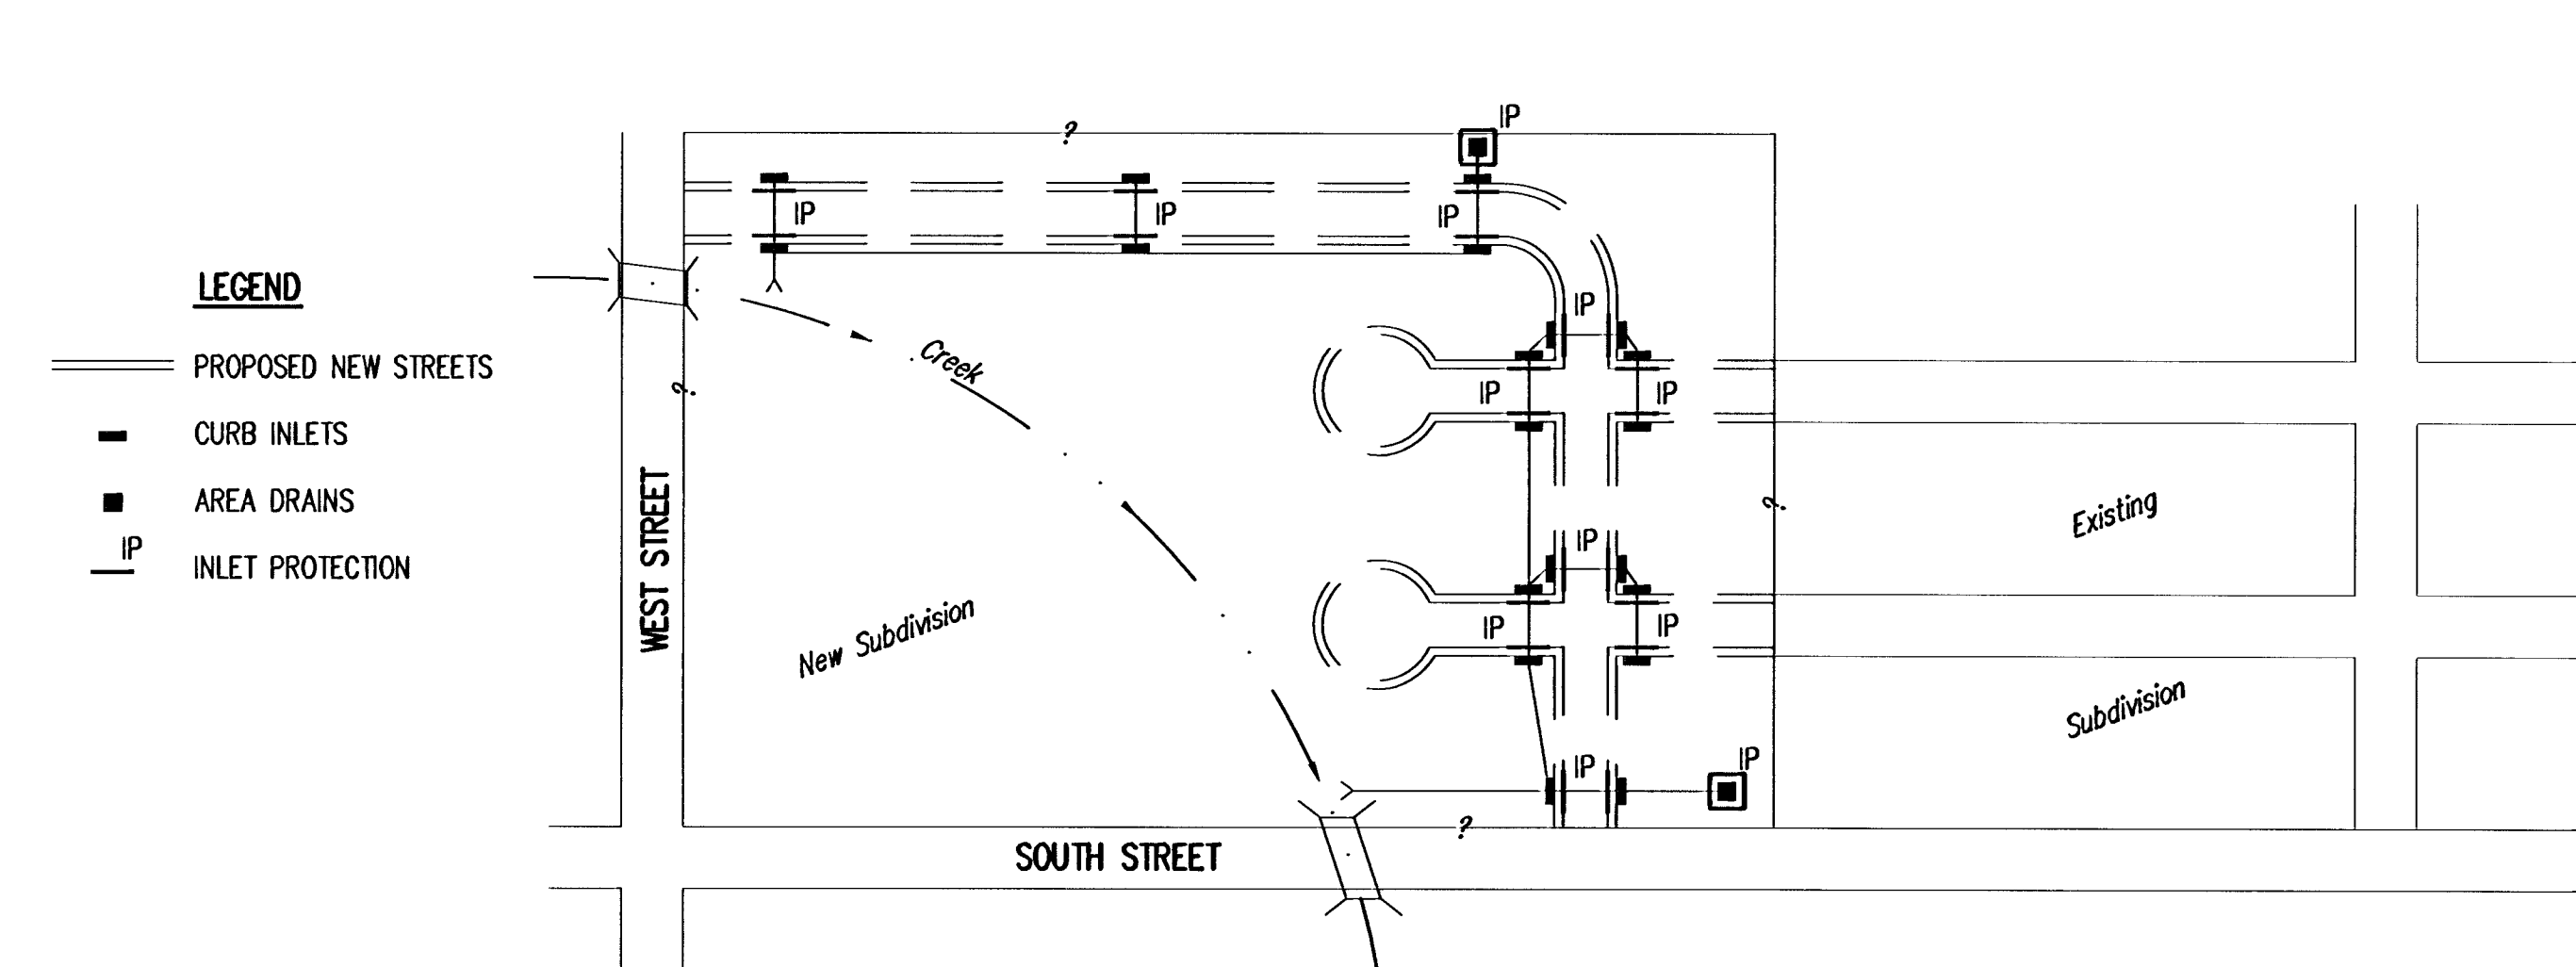 LEGEND
PROPOSED NEW STREETS
CURB INLETS
AREA DRAINS
IP
INLET PROTECTION
WEST STREET
SOUTH STREET
Creek
New Subdivision
Existing
Subdivision
?
?
?
?
IP
IP
IP
IP
IP
IP
IP
IP
IP
IP
IP
IP